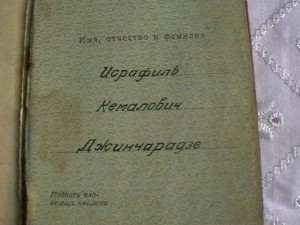 Имя, отчество и фамилия
Исрафиль
Кемалович
Джинчарадзе
Подпись вла-
дельца книжки